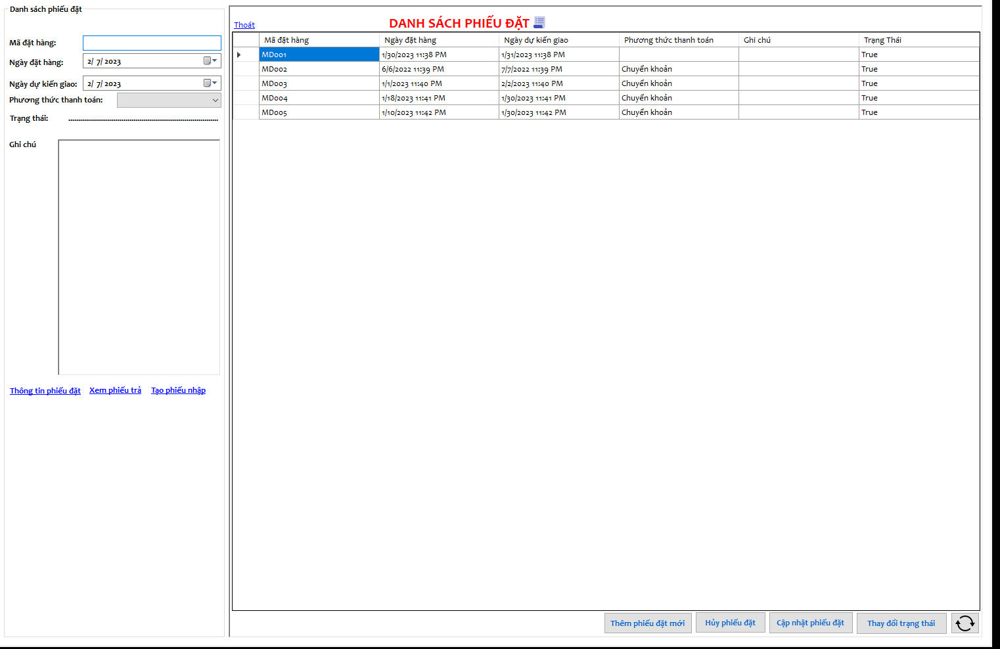 Danh sách phiếu đặt
Mã đặt hàng:
Ngày đặt hàng: 2/ 7/ 2023
Ngày dự kiến giao: 2/ 7/ 2023
Phương thức thanh toán:
Trạng thái: ............................................................................
Ghi chú
Thông tin phiếu đặt Xem phiếu trả Tạo phiếu nhập
Thoát DANH SÁCH PHIẾU ĐẶT
Mã đặt hàng Ngày đặt hàng Ngày dự kiến giao Phương thức thanh toán Ghi chú Trạng Thái
MD001 1/30/2023 11:38 PM 1/31/2023 11:38 PM True
MD002 6/6/2022 11:39 PM 7/7/2022 11:39 PM Chuyển khoản True
MD003 1/1/2023 11:40 PM 2/2/2023 11:40 PM Chuyển khoản True
MD004 1/18/2023 11:41 PM 1/30/2023 11:41 PM Chuyển khoản True
MD005 1/10/2023 11:42 PM 1/30/2023 11:42 PM Chuyển khoản True
Thêm phiếu đặt mới Hủy phiếu đặt Cập nhật phiếu đặt Thay đổi trạng thái